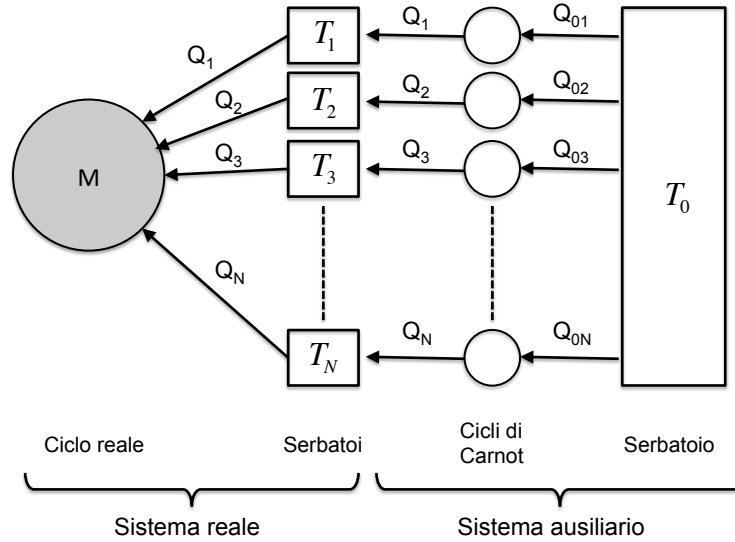 T1 Q1 Q01
Q1
T2 Q2 Q02
Q2
T3 Q3 Q03
Q3
M
T0
QN
TN QN Q0N
Ciclo reale Serbatoi Cicli di Carnot Serbatoio
Sistema reale Sistema ausiliario